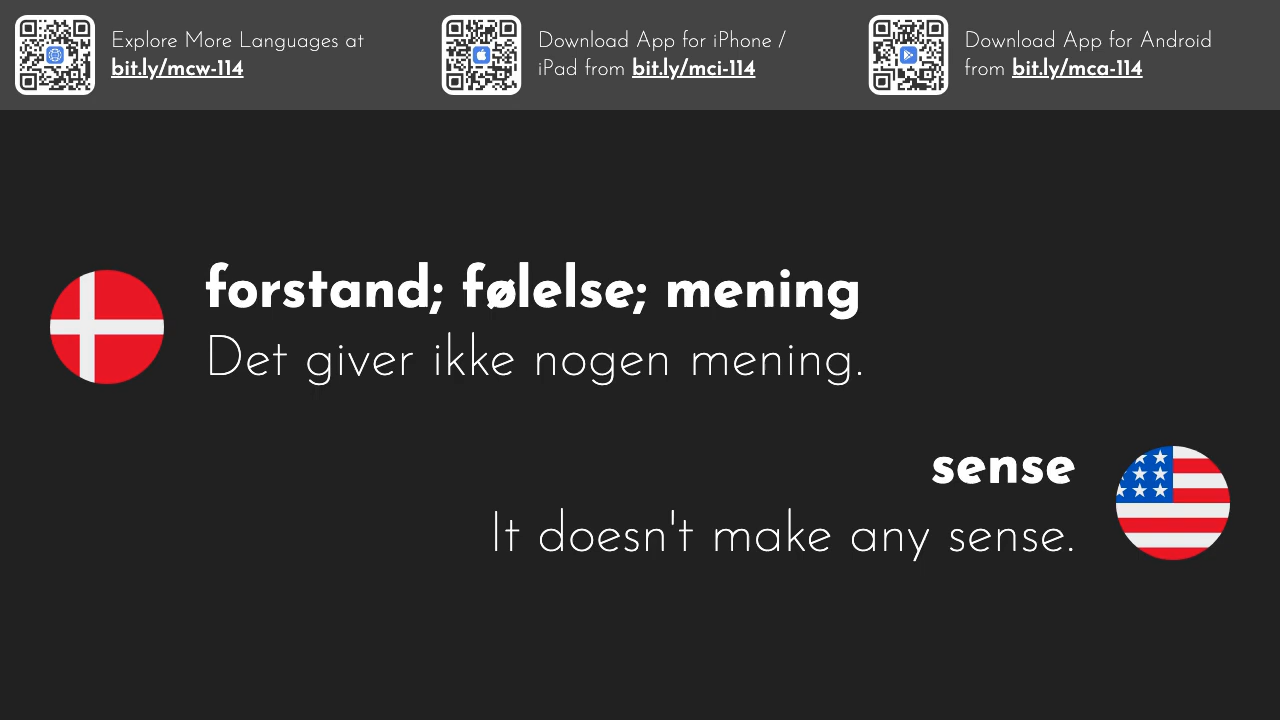 Explore More Languages at
bit.ly/mcw-114
Download App for iPhone /
iPad from bit.ly/mci-114
Download App for Android
from bit.ly/mca-114
forstand; følelse; mening
Det giver ikke nogen mening.
sense
It doesn't make any sense.